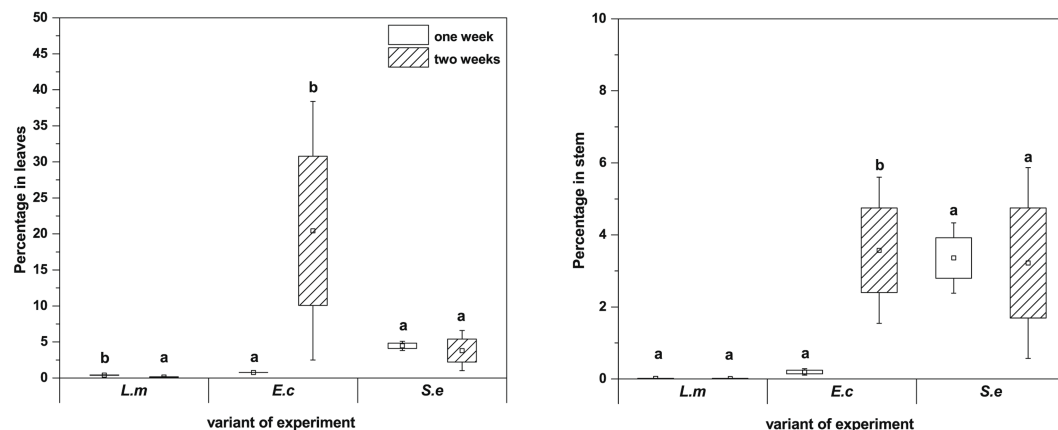 50
45
40
35
30
25
20
15
10
5
0
Percentage in leaves
one week
two weeks
b
a
a
b
a
a
L.m
E.c
S.e
variant of experiment
10
8
6
4
2
0
Percentage in stem
a
a
a
b
a
a
L.m
E.c
S.e
variant of experiment